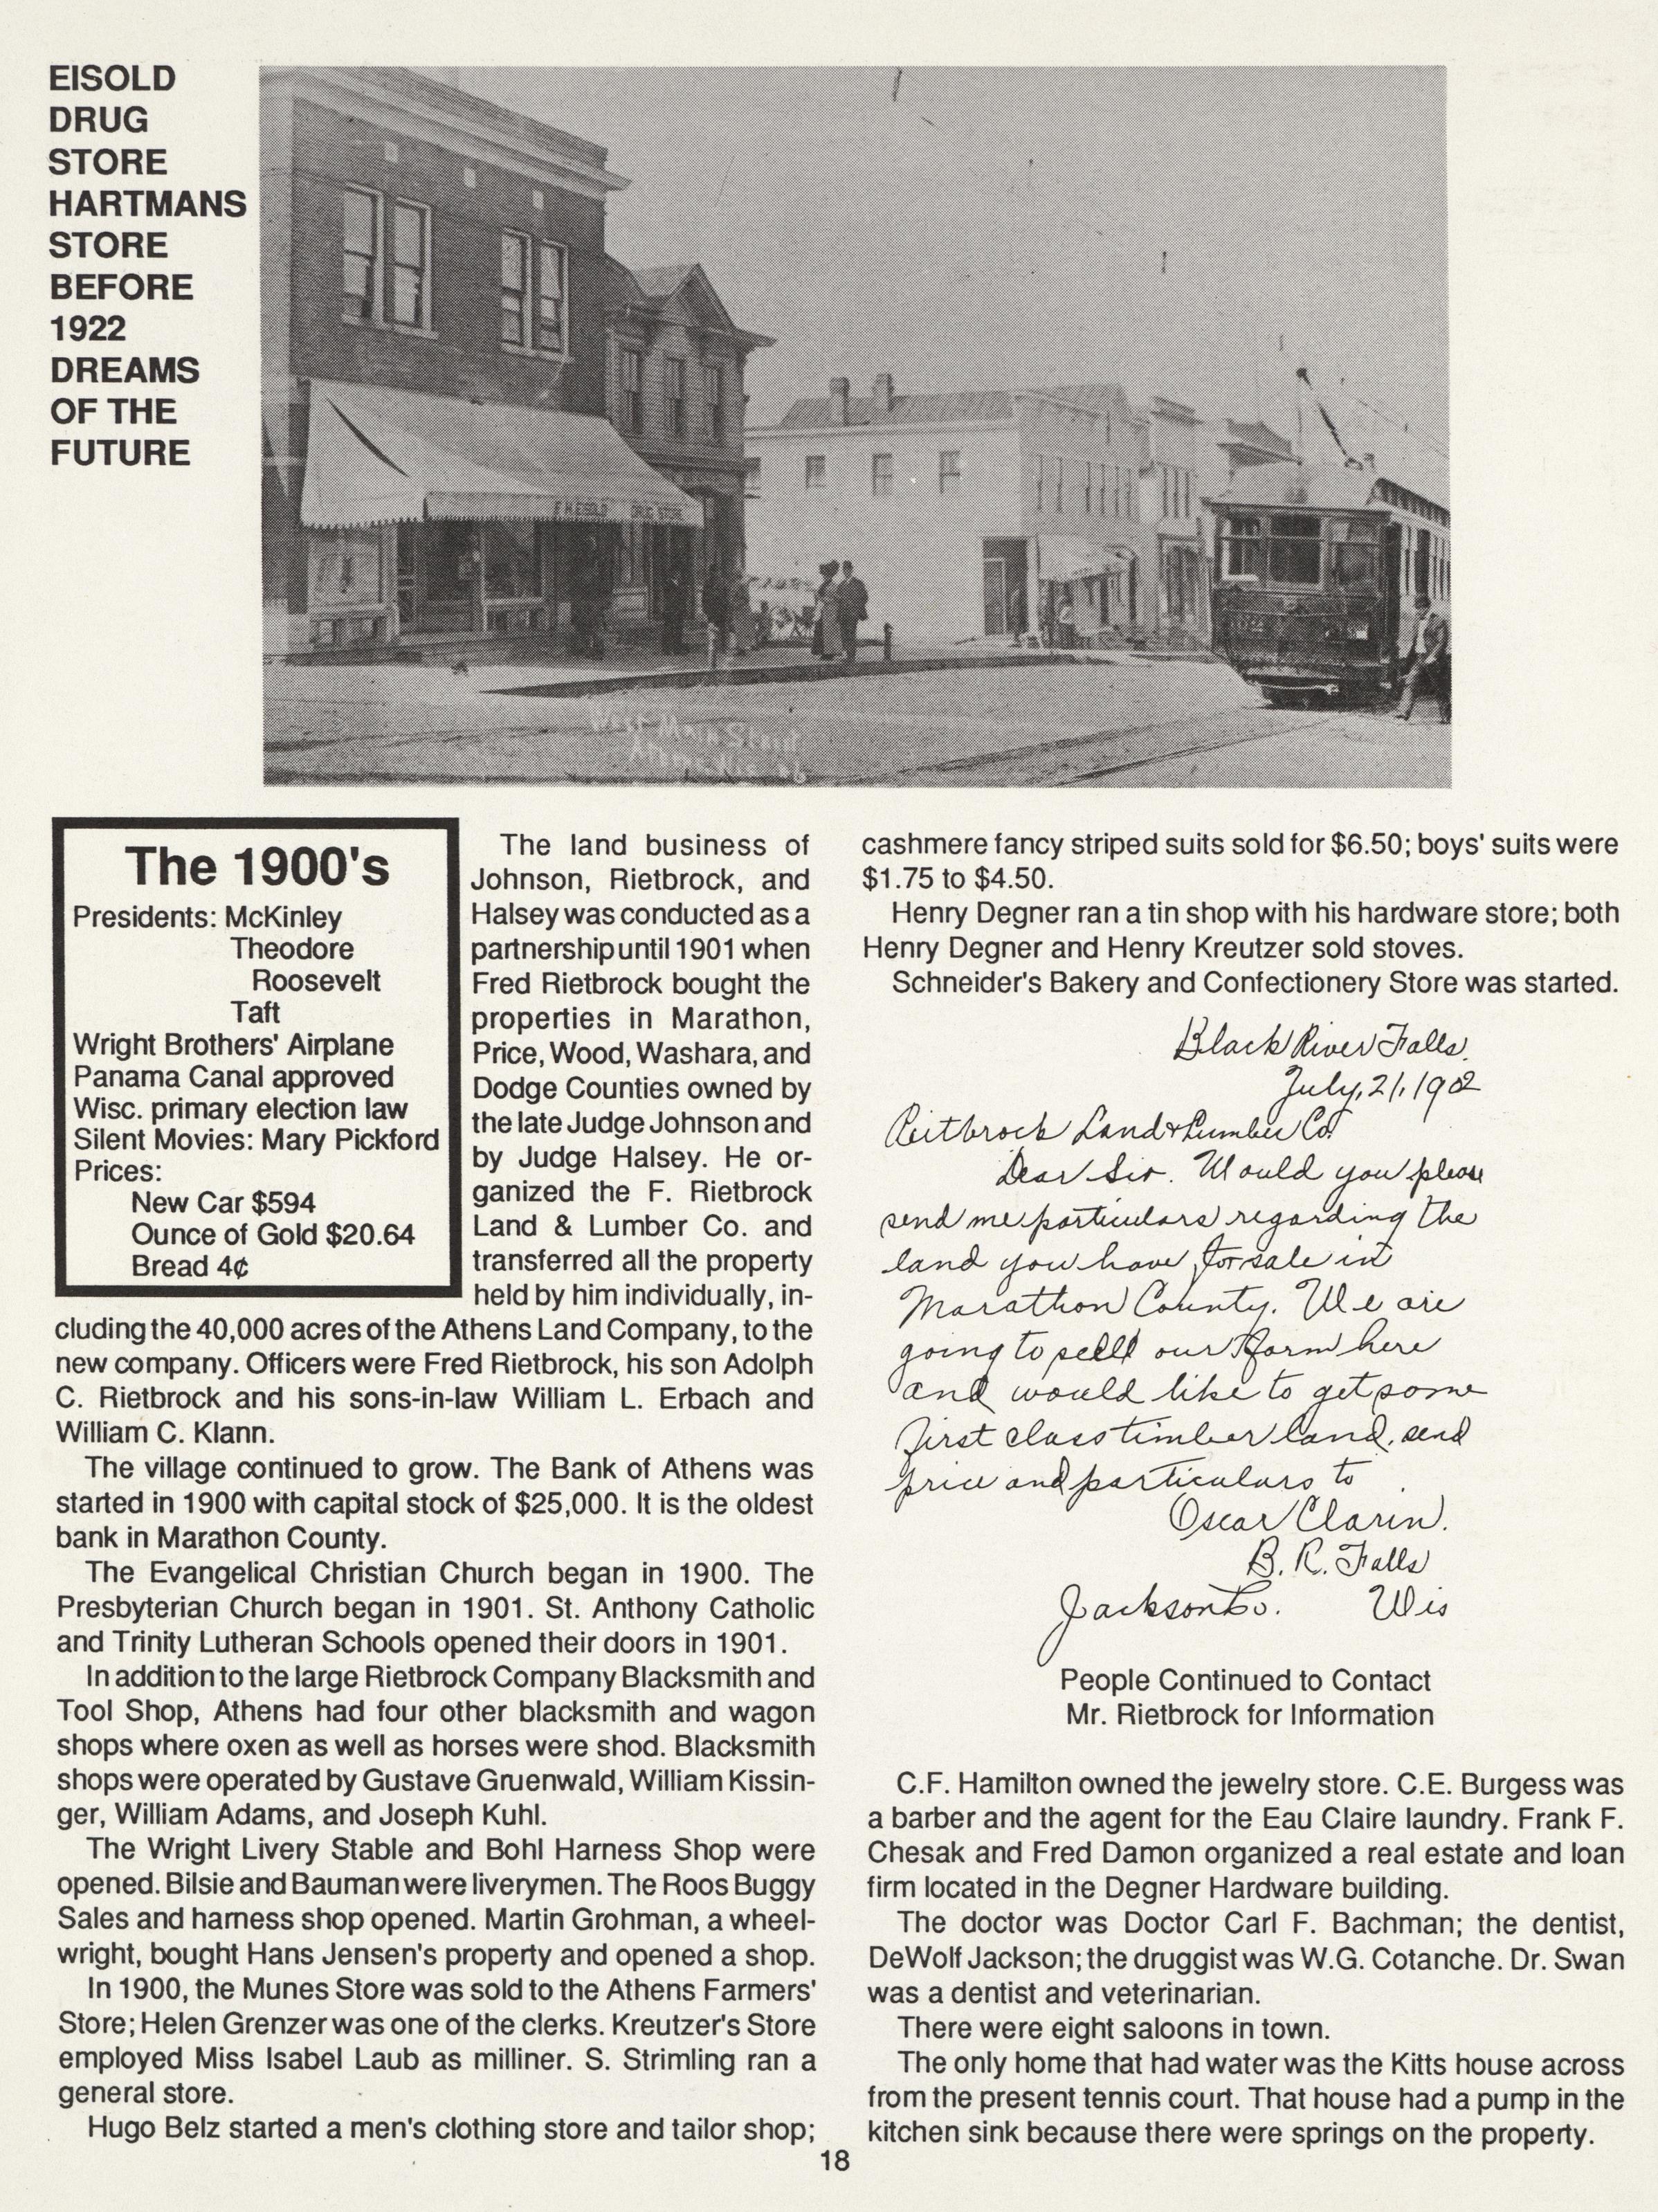 EISOLD
DRUG
STORE
HARTMANS
STORE
BEFORE
1922
DREAMS
OF THE
FUTURE
F.H.EISOLD DRUG STORE
West Main Street
The 1900's
Presidents: McKinley
Theodore
Roosevelt
Taft
Wright Brothers' Airplane
Panama Canal approved
Wisc. primary election law
Silent Movies: Mary Pickford
Prices:
New Car $594
Ounce of Gold $20.64
Bread 4¢
The land business of
Johnson, Rietbrock, and
Halsey was conducted as a
partnership until 1901 when
Fred Rietbrock bought the
properties in Marathon,
Price, Wood, Washara, and
Dodge Counties owned by
the late Judge Johnson and
by Judge Halsey. He or-
ganized the F. Rietbrock
Land & Lumber Co. and
transferred all the property
held by him individually, in-
cluding the 40,000 acres of the Athens Land Company, to the
new company. Officers were Fred Rietbrock, his son Adolph
C. Rietbrock and his sons-in-law William L. Erbach and
William C. Klann.
The village continued to grow. The Bank of Athens was
started in 1900 with capital stock of $25,000. It is the oldest
bank in Marathon County.
The Evangelical Christian Church began in 1900. The
Presbyterian Church began in 1901. St. Anthony Catholic
and Trinity Lutheran Schools opened their doors in 1901.
In addition to the large Rietbrock Company Blacksmith and
Tool Shop, Athens had four other blacksmith and wagon
shops where oxen as well as horses were shod. Blacksmith
shops were operated by Gustave Gruenwald, William Kissin-
ger, William Adams, and Joseph Kuhl.
The Wright Livery Stable and Bohl Harness Shop were
opened. Bilsie and Bauman were liverymen. The Roos Buggy
Sales and harness shop opened. Martin Grohman, a wheel-
wright, bought Hans Jensen's property and opened a shop.
In 1900, the Munes Store was sold to the Athens Farmers'
Store; Helen Grenzer was one of the clerks. Kreutzer's Store
employed Miss Isabel Laub as milliner. S. Strimling ran a
general store.
Hugo Belz started a men's clothing store and tailor shop;
cashmere fancy striped suits sold for $6.50; boys' suits were
$1.75 to $4.50.
Henry Degner ran a tin shop with his hardware store; both
Henry Degner and Henry Kreutzer sold stoves.
Schneider's Bakery and Confectionery Store was started.
Black River Falls.
July, 21, 1902
Reitbrock Land & Lumber Co.
Dear Sir. Would you please
send me particulars regarding the
land you have for sale in
Marathon County. We are
going to sell our farm here
and would like to get some
first class timber land. send
price and particulars to
Oscar Clarin.
B. R. Falls
Jackson Co. Wis
People Continued to Contact
Mr. Rietbrock for Information
C.F. Hamilton owned the jewelry store. C.E. Burgess was
a barber and the agent for the Eau Claire laundry. Frank F.
Chesak and Fred Damon organized a real estate and loan
firm located in the Degner Hardware building.
The doctor was Doctor Carl F. Bachman; the dentist,
DeWolf Jackson; the druggist was W.G. Cotanche. Dr. Swan
was a dentist and veterinarian.
There were eight saloons in town.
The only home that had water was the Kitts house across
from the present tennis court. That house had a pump in the
kitchen sink because there were springs on the property.
18